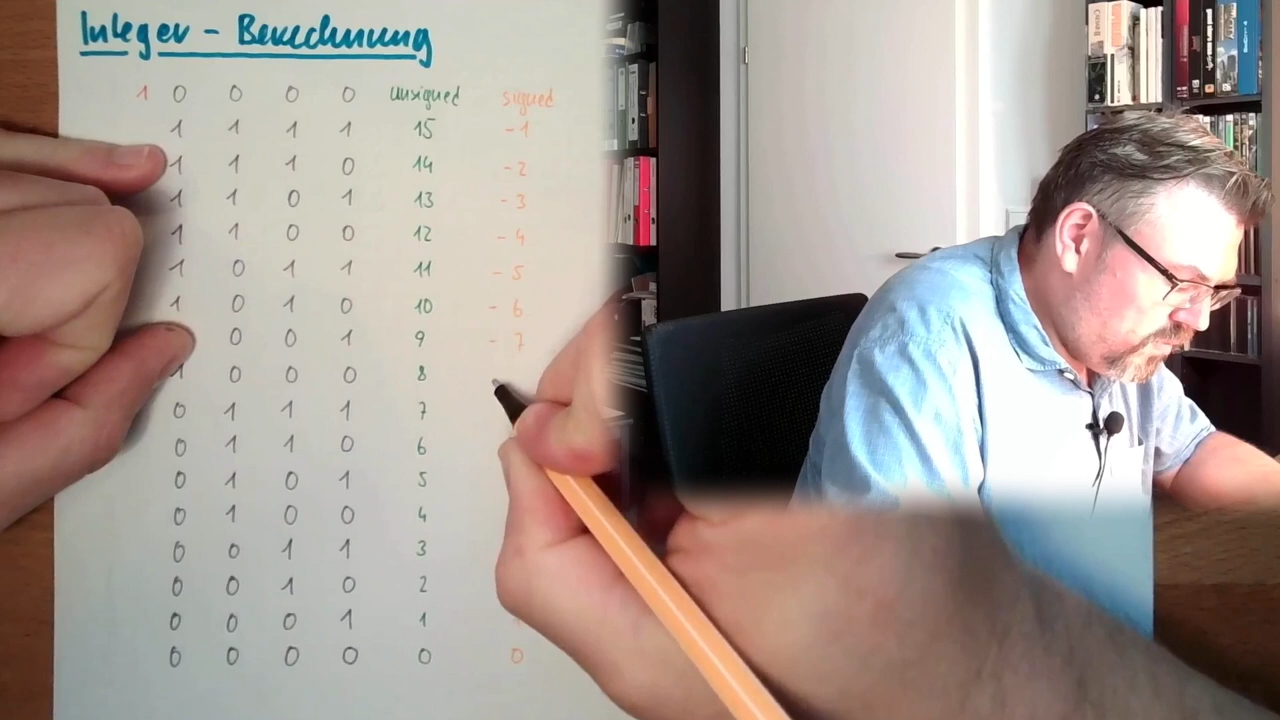 Integer - Berechnung
1 0 0 0 0 unsigned signed
1 1 1 1 15 -1
1 1 1 0 14 -2
1 1 0 1 13 -3
1 1 0 0 12 -4
1 0 1 1 11 -5
1 0 1 0 10 -6
0 0 1 9 -7
1 0 0 0 8
0 1 1 1 7
0 1 1 0 6
0 1 0 1 5
0 1 0 0 4
0 0 1 1 3
0 0 1 0 2
0 0 0 1 1
0 0 0 0 0 0